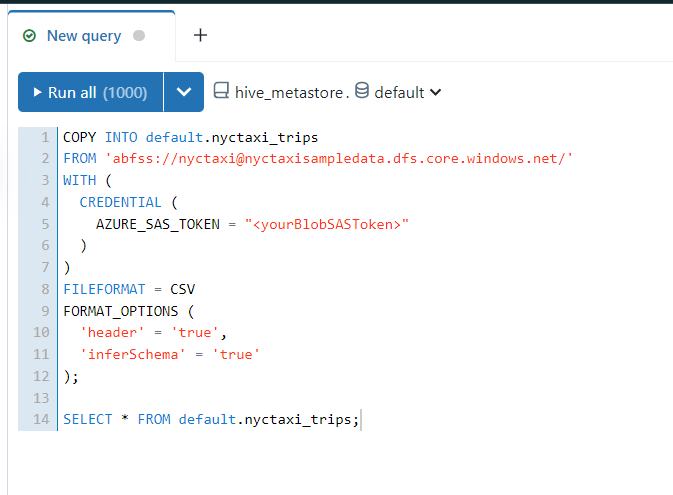 New query
+
Run all (1000) hive_metastore. default
1 COPY INTO default.nyctaxi_trips
2 FROM 'abfss://nyctaxi@nyctaxisampledata.dfs.core.windows.net/'
3 WITH (
4   CREDENTIAL (
5     AZURE_SAS_TOKEN = "<yourBlobSASToken>"
6   )
7 )
8 FILEFORMAT = CSV
9 FORMAT_OPTIONS (
10   'header' = 'true',
11   'inferSchema' = 'true'
12 );
13
14 SELECT * FROM default.nyctaxi_trips;